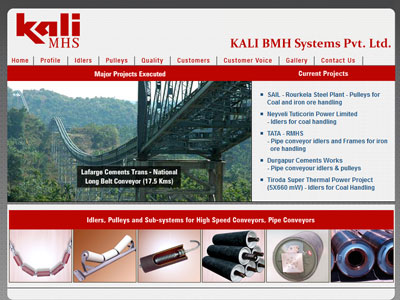 kali
MHS
KALI BMH Systems Pvt. Ltd.
Home | Profile | Idlers | Pulleys | Quality | Customers | Customer Voice | Gallery | Contact Us |
Major Projects Executed
Current Projects
SAIL - Rourkela Steel Plant - Pulleys for
Coal and iron ore handling
Neyveli Tuticorin Power Limited
- Idlers for coal handling
TATA - RMHS
- Pipe conveyor idlers and Frames for iron
ore handling
Durgapur Cements Works
- Pipe conveyor idlers & pulleys
Tiroda Super Thermal Power Project
(5X660 mW) - Idlers for Coal Handling
Lafarge Cements Trans - National
Long Belt Conveyor (17.5 Kms)
Idlers, Pulleys and Sub-systems for High Speed Conveyors, Pipe Conveyors